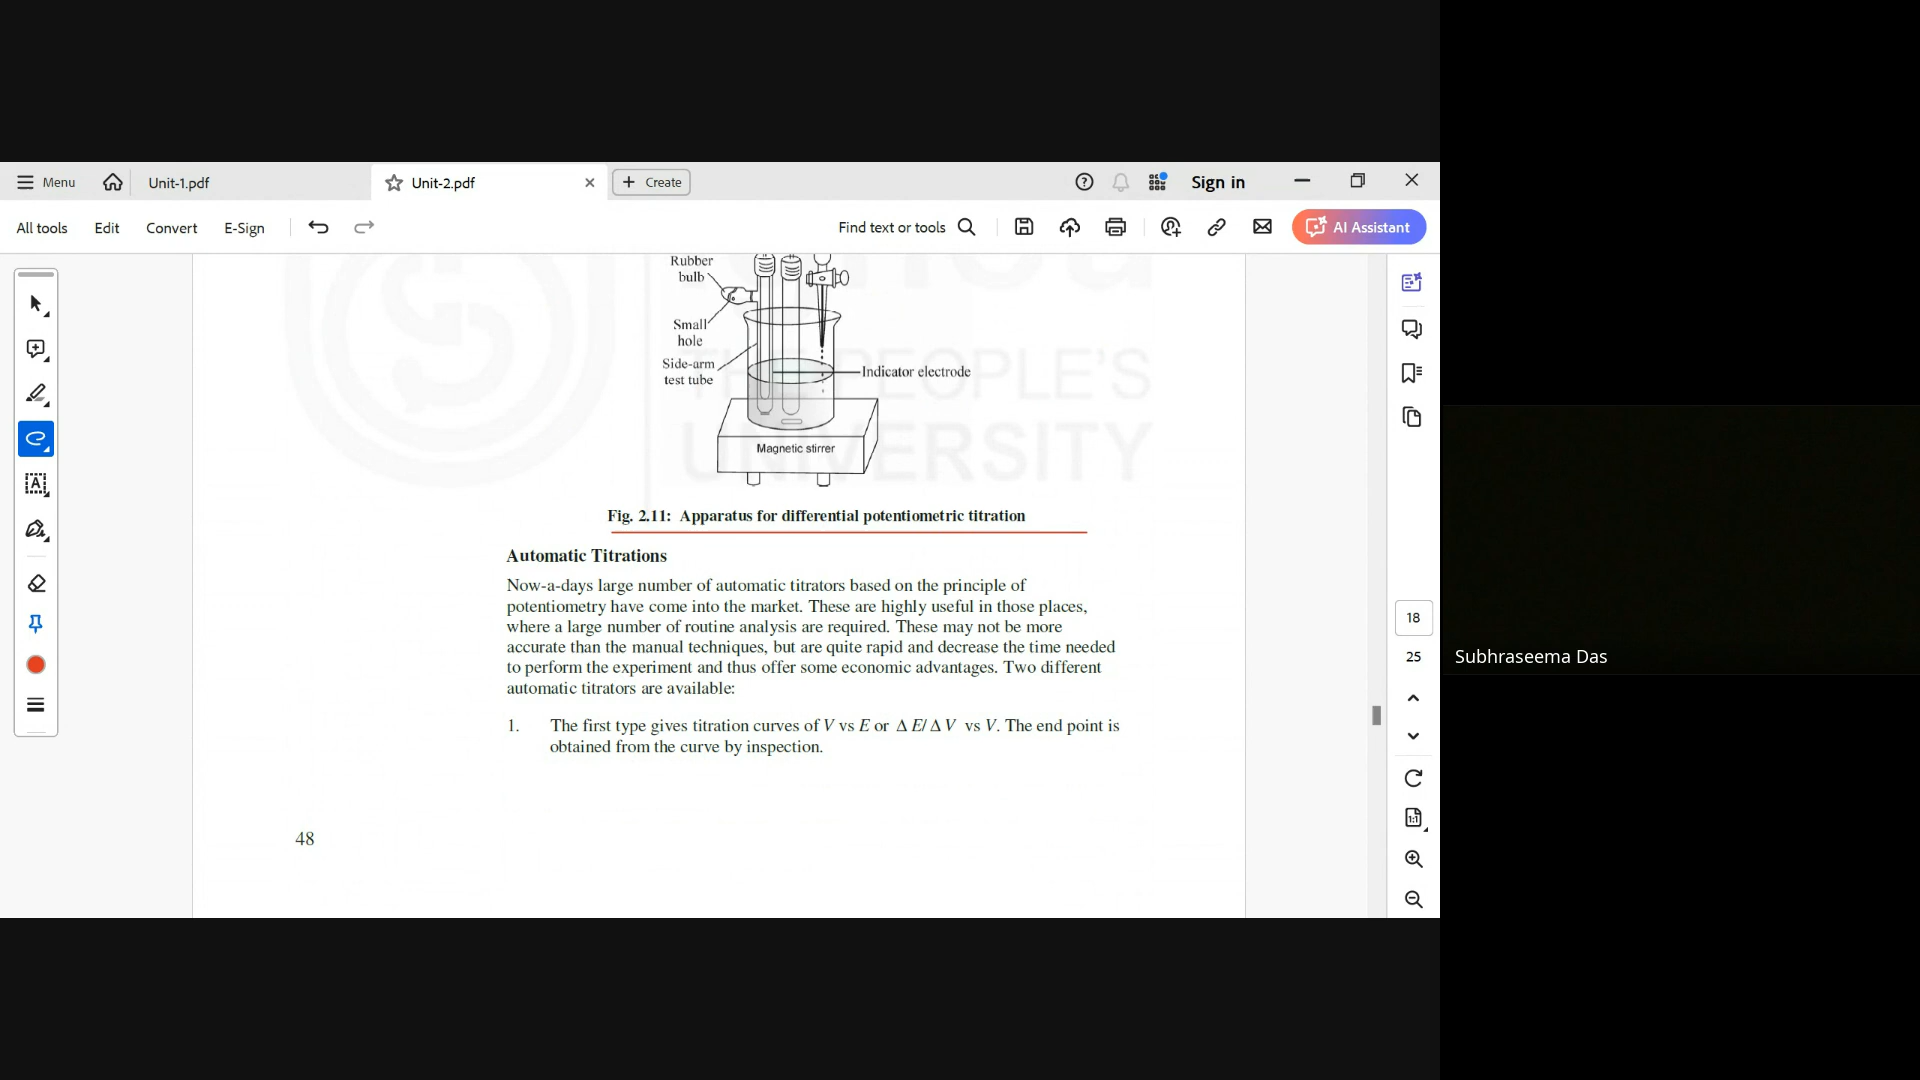 Menu
Unit-1.pdf
Unit-2.pdf
Create
Sign in
All tools
Edit
Convert
E-Sign
Find text or tools
AI Assistant
Rubber
bulb
Small
hole
Side-arm
test tube
Indicator electrode
Magnetic stirrer
THE PEOPLE'S
UNIVERSITY
Fig. 2.11: Apparatus for differential potentiometric titration
Automatic Titrations
Now-a-days large number of automatic titrators based on the principle of
potentiometry have come into the market. These are highly useful in those places,
where a large number of routine analysis are required. These may not be more
accurate than the manual techniques, but are quite rapid and decrease the time needed
to perform the experiment and thus offer some economic advantages. Two different
automatic titrators are available:
1. The first type gives titration curves of V vs E or Δ E/ Δ V vs V. The end point is
obtained from the curve by inspection.
48
18
25
Subhraseema Das